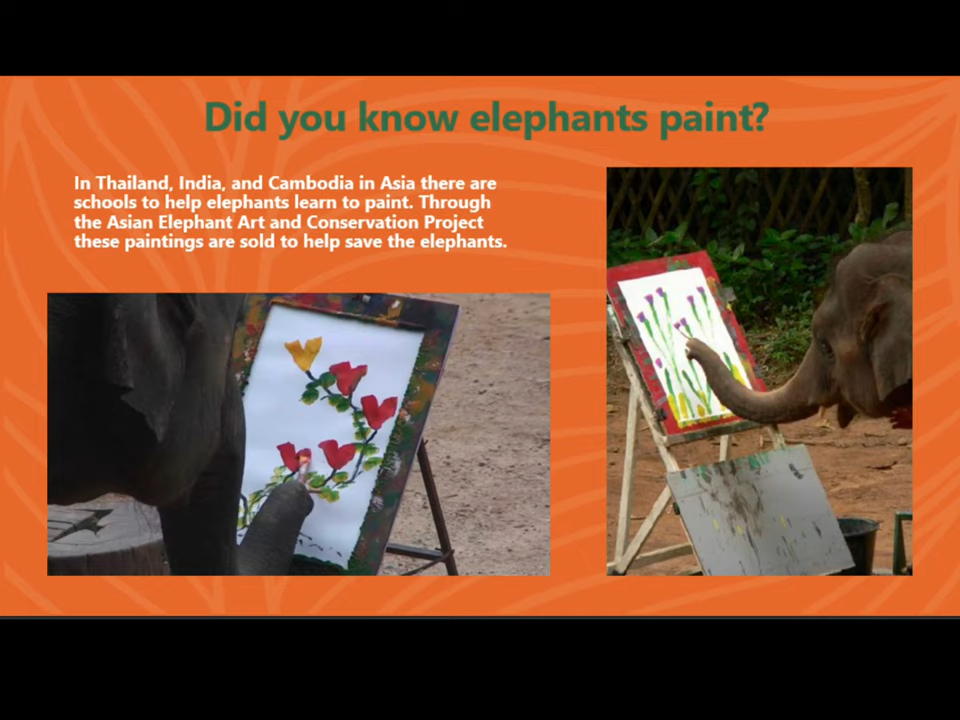 Did you know elephants paint?
In Thailand, India, and Cambodia in Asia there are
schools to help elephants learn to paint. Through
the Asian Elephant Art and Conservation Project
these paintings are sold to help save the elephants.